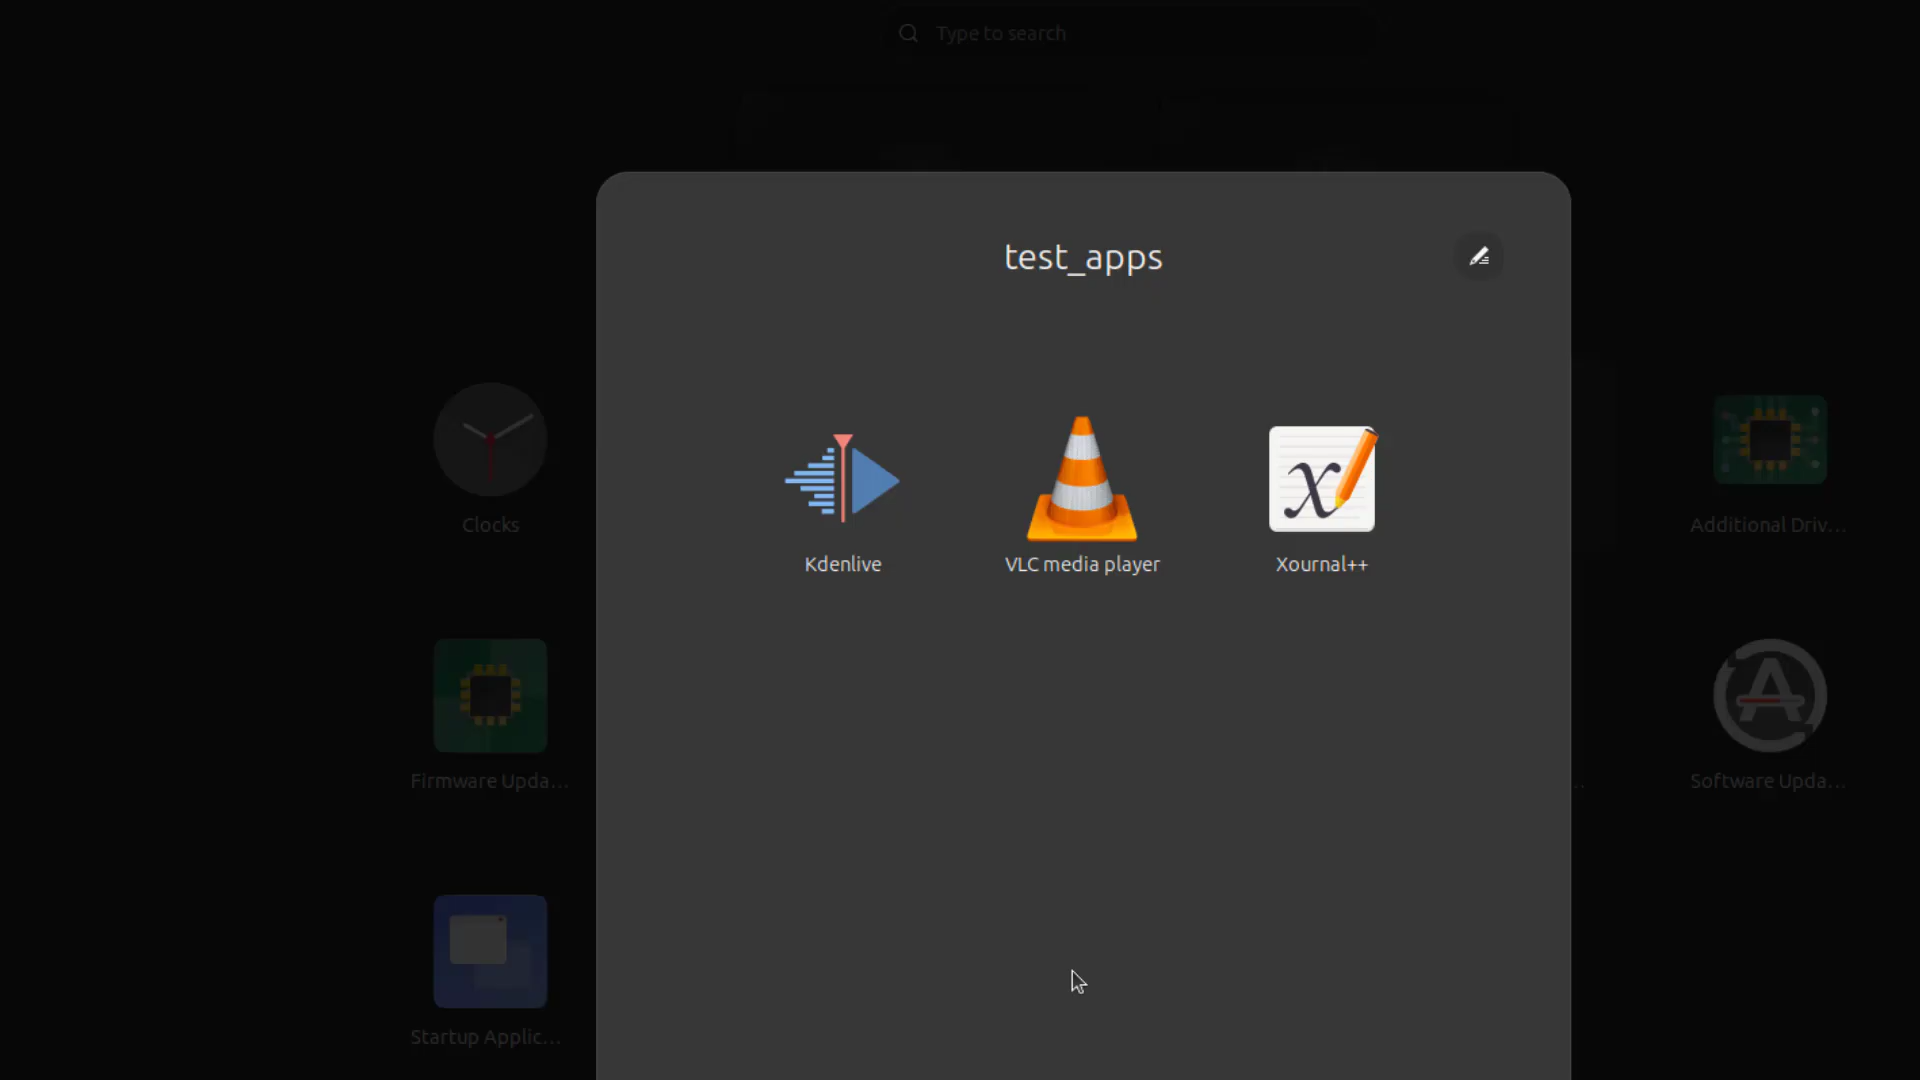 Type to search
test_apps
Clocks
Kdenlive
VLC media player
Xournal++
Additional Driv...
Firmware Upda...
Software Upda...
Startup Applic...